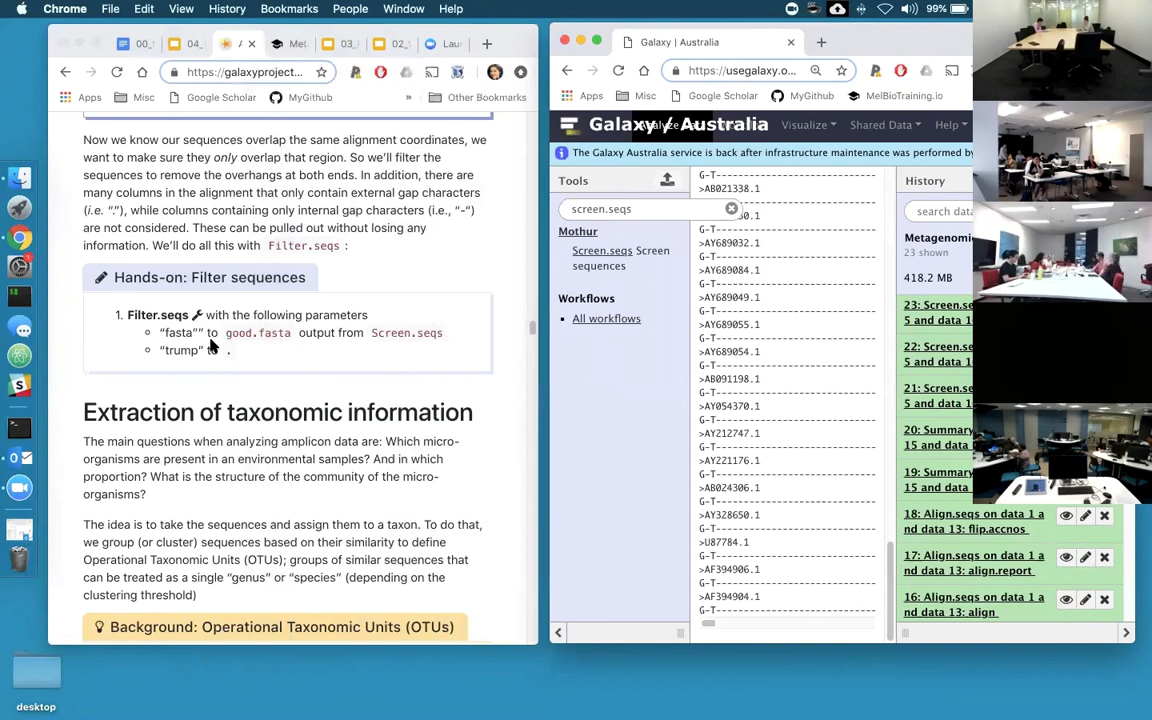 Chrome File Edit View History Bookmarks People Window Help 99%
00_ 04_ Met 03_ 02_ Lau
https://galaxyproject...
Apps Misc Google Scholar MyGithub » Other Bookmarks
Now we know our sequences overlap the same alignment coordinates, we
want to make sure they only overlap that region. So we'll filter the
sequences to remove the overhangs at both ends. In addition, there are
many columns in the alignment that only contain external gap characters
(i.e. "."), while columns containing only internal gap characters (i.e., "-")
are not considered. These can be pulled out without losing any
information. We'll do all this with Filter.seqs :
Hands-on: Filter sequences
1. Filter.seqs with the following parameters
"fasta"" to good.fasta output from Screen.seqs
"trump" to .
Extraction of taxonomic information
The main questions when analyzing amplicon data are: Which micro-
organisms are present in an environmental samples? And in which
proportion? What is the structure of the community of the micro-
organisms?
The idea is to take the sequences and assign them to a taxon. To do that,
we group (or cluster) sequences based on their similarity to define
Operational Taxonomic Units (OTUs); groups of similar sequences that
can be treated as a single "genus" or "species" (depending on the
clustering threshold)
Background: Operational Taxonomic Units (OTUs)
desktop
Galaxy | Australia
https://usegalaxy.o...
Apps Misc Google Scholar MyGithub MelBioTraining.io
Galaxy / Australia Visualize Shared Data Help
The Galaxy Australia service is back after infrastructure maintenance was performed by
Tools
screen.seqs
Mothur
Screen.seqs Screen
sequences
Workflows
All workflows
G-T------------------------------
>AB021338.1
G-T------------------------------
>AY689032.1
G-T------------------------------
>AY689084.1
G-T------------------------------
>AY689049.1
G-T------------------------------
>AY689055.1
G-T------------------------------
>AY689054.1
G-T------------------------------
>AB091198.1
G-T------------------------------
>AY054370.1
G-T------------------------------
>AY212747.1
G-T------------------------------
>AY221176.1
G-T------------------------------
>AB024306.1
G-T------------------------------
>AY328650.1
G-T------------------------------
>U87784.1
G-T------------------------------
>AF394906.1
G-T------------------------------
>AF394904.1
G-T------------------------------
History
search data
Metagenomic
23 shown
418.2 MB
23: Screen.se
5 and data 1
22: Screen.se
5 and data 1
21: Screen.se
5 and data 1
20: Summary
15 and data
19: Summary
15 and data
18: Align.seqs on data 1 a
nd data 13: flip.accnos
17: Align.seqs on data 1 a
nd data 13: align.report
16: Align.seqs on data 1 a
nd data 13: align